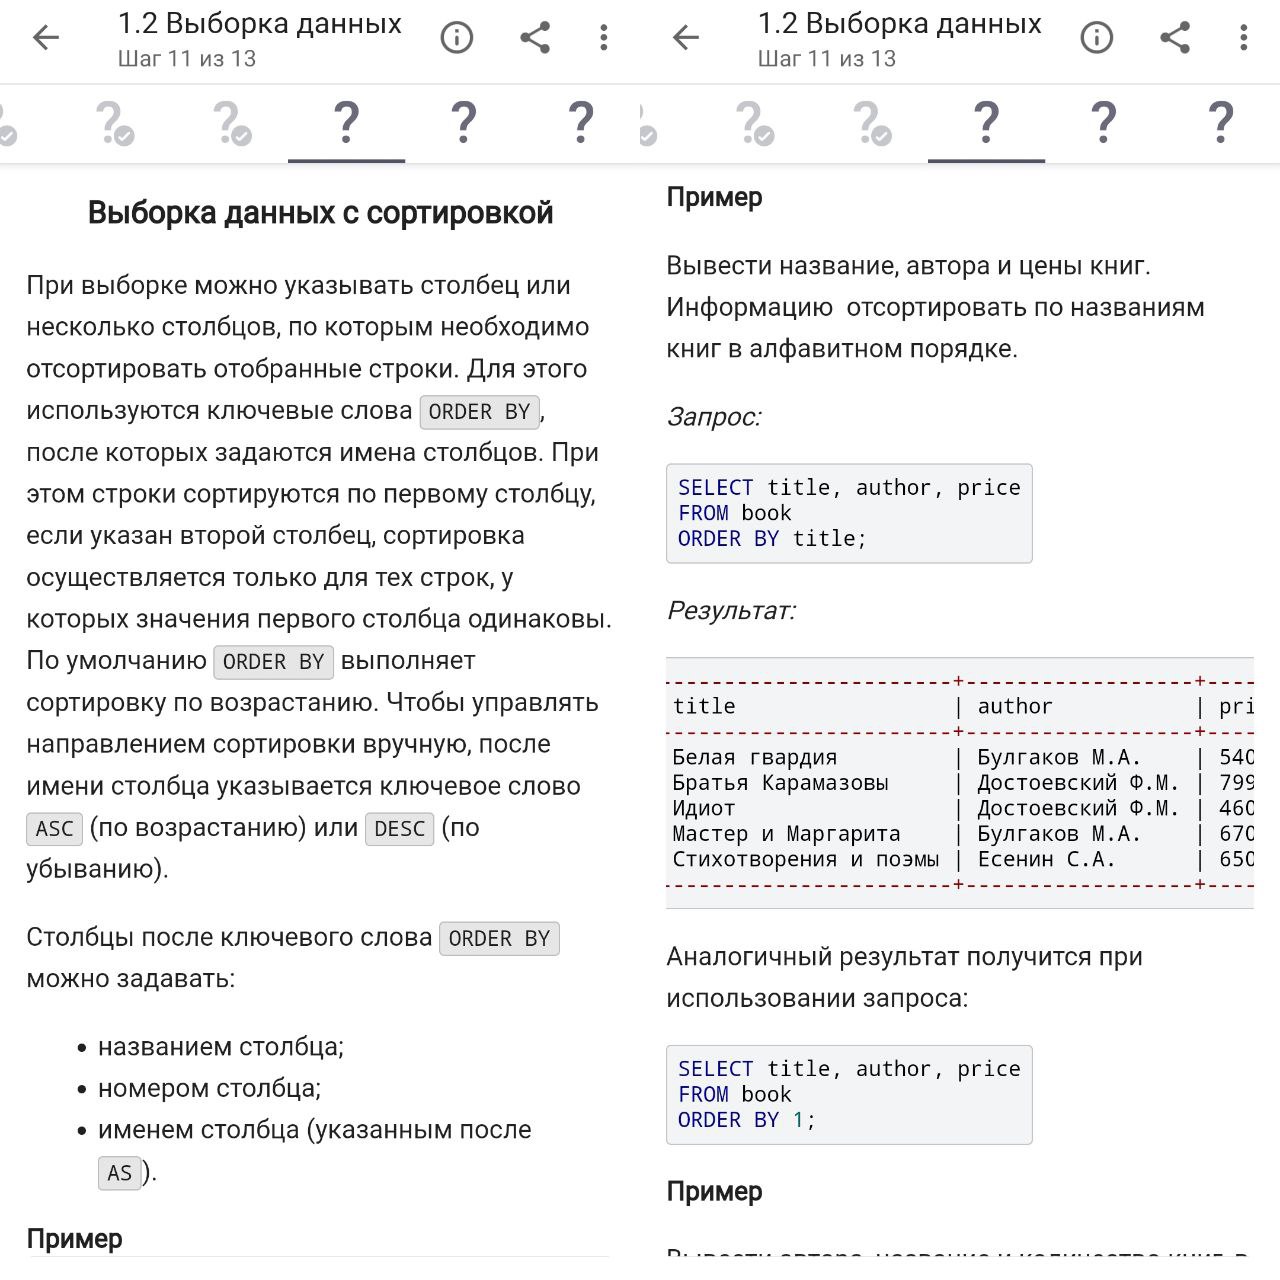 1.2 Выборка данных
Шаг 11 из 13
Выборка данных с сортировкой
При выборке можно указывать столбец или
несколько столбцов, по которым необходимо
отсортировать отобранные строки. Для этого
используются ключевые слова ORDER BY,
после которых задаются имена столбцов. При
этом строки сортируются по первому столбцу,
если указан второй столбец, сортировка
осуществляется только для тех строк, у
которых значения первого столбца одинаковы.
По умолчанию ORDER BY выполняет
сортировку по возрастанию. Чтобы управлять
направлением сортировки вручную, после
имени столбца указывается ключевое слово
ASC (по возрастанию) или DESC (по
убыванию).
Столбцы после ключевого слова ORDER BY
можно задавать:
• названием столбца;
• номером столбца;
• именем столбца (указанным после
AS).
Пример
1.2 Выборка данных
Шаг 11 из 13
Пример
Вывести название, автора и цены книг.
Информацию отсортировать по названиям
книг в алфавитном порядке.
Запрос:
SELECT title, author, price
FROM book
ORDER BY title;
Результат:
-----------------------+-------------------+----
title | author | pri
-----------------------+-------------------+----
Белая гвардия | Булгаков М.А. | 540
Братья Карамазовы | Достоевский Ф.М. | 799
Идиот | Достоевский Ф.М. | 460
Мастер и Маргарита | Булгаков М.А. | 670
Стихотворения и поэмы | Есенин С.А. | 650
-----------------------+-------------------+----
Аналогичный результат получится при
использовании запроса:
SELECT title, author, price
FROM book
ORDER BY 1;
Пример
Вывести автора, название и количество книг, в